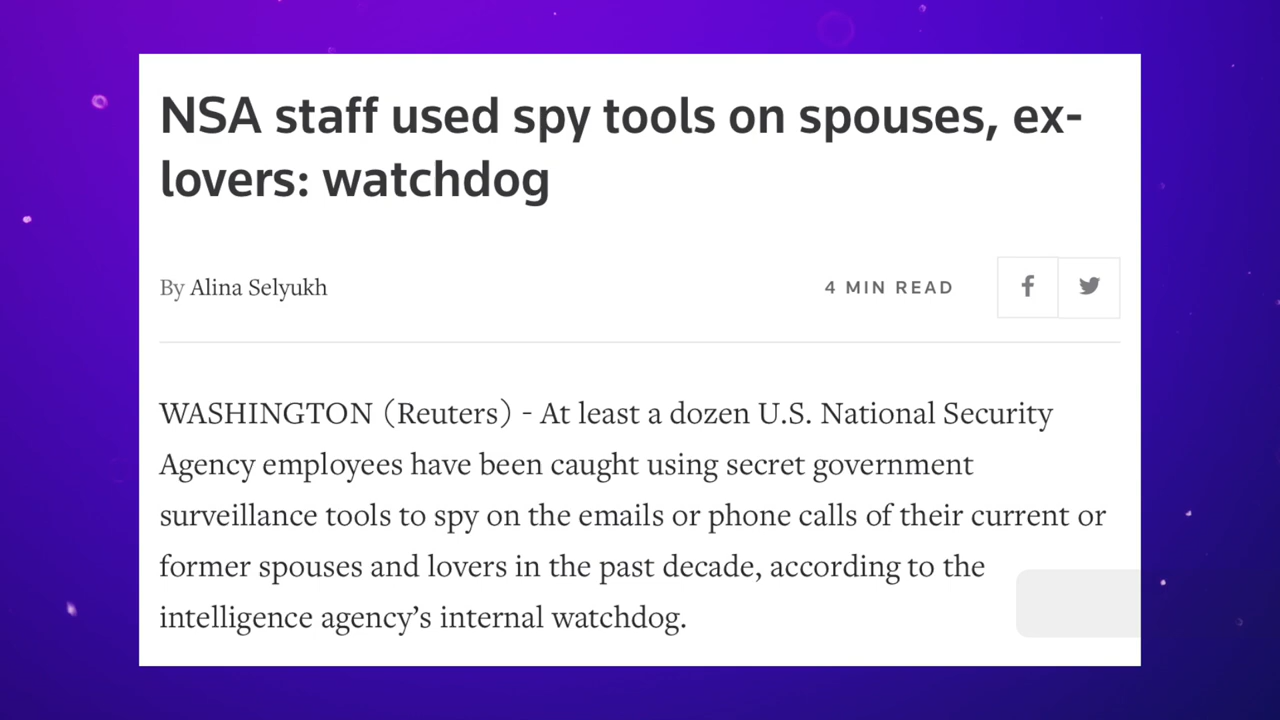 NSA staff used spy tools on spouses, ex-
lovers: watchdog
By Alina Selyukh
4 MIN READ
WASHINGTON (Reuters) - At least a dozen U.S. National Security
Agency employees have been caught using secret government
surveillance tools to spy on the emails or phone calls of their current or
former spouses and lovers in the past decade, according to the
intelligence agency’s internal watchdog.